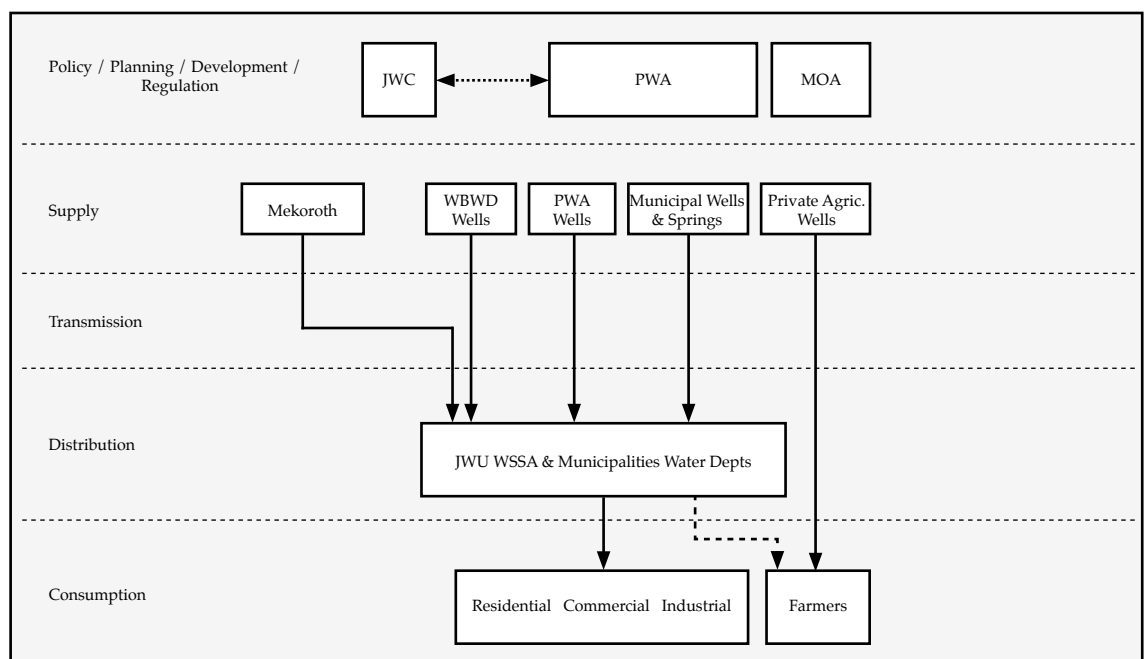 Policy / Planning / Development /
Regulation
JWC
PWA
MOA
Supply
Mekoroth
WBWD
Wells
PWA
Wells
Municipal Wells
& Springs
Private Agric.
Wells
Transmission
Distribution
JWU WSSA & Municipalities Water Depts
Consumption
Residential Commercial Industrial
Farmers